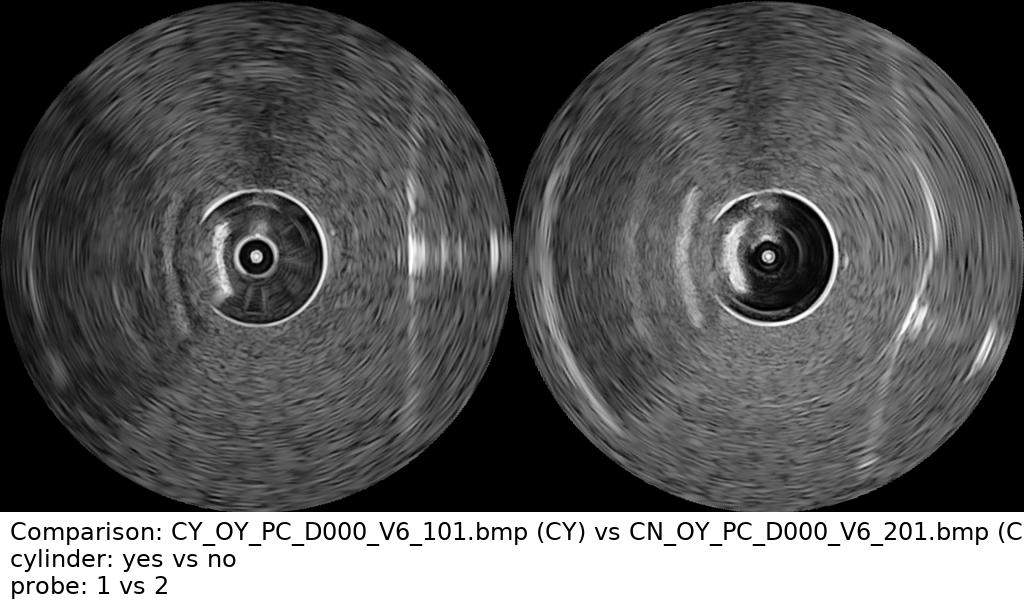 Comparison: CY_OY_PC_D000_V6_101.bmp (CY) vs CN_OY_PC_D000_V6_201.bmp (C
cylinder: yes vs no
probe: 1 vs 2